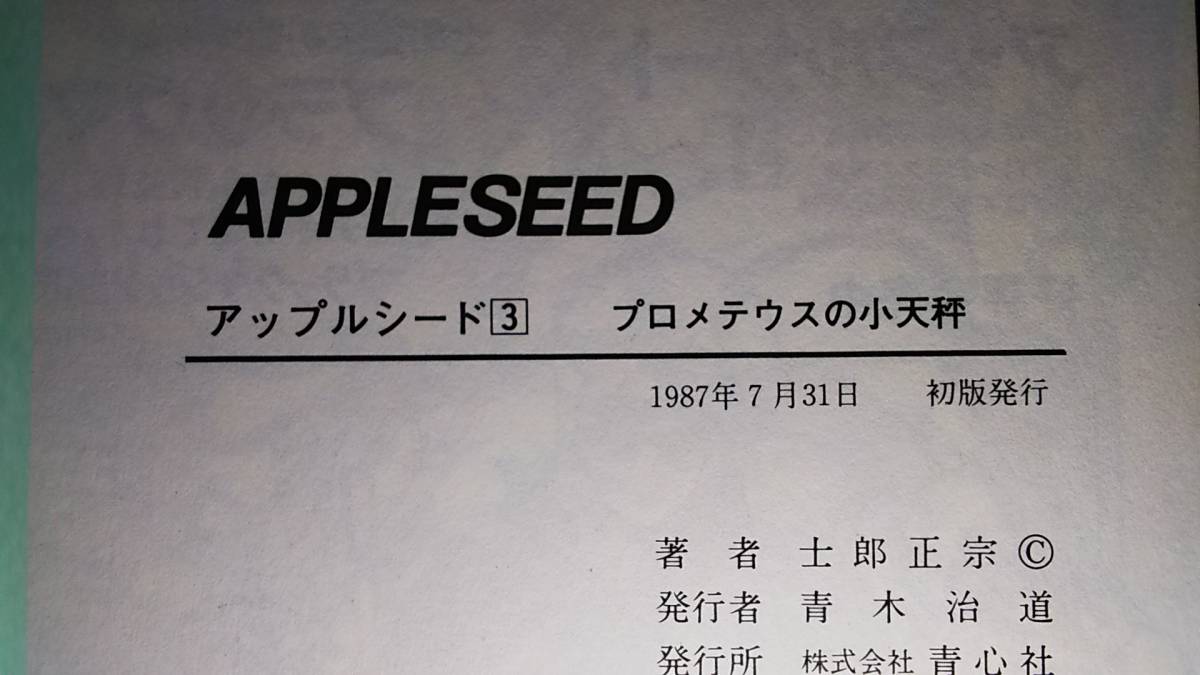 APPLESEED
アップルシード3 プロメテウスの小天秤
1987年7月31日 初版発行
著者 士郎正宗©
発行者 青木治道
発行所 株式会社青心社